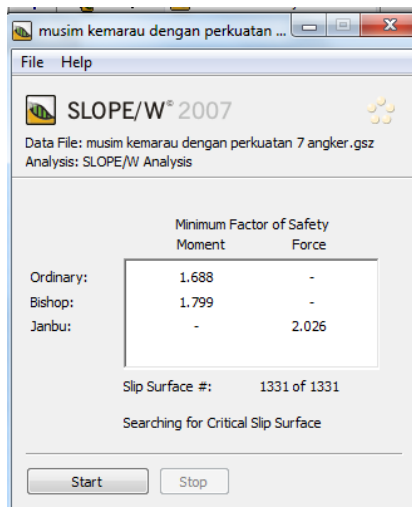 musim kemarau dengan perkuatan ...
File Help
SLOPE/W® 2007
Data File: musim kemarau dengan perkuatan 7 angker.gsz
Analysis: SLOPE/W Analysis
Minimum Factor of Safety
Moment Force
Ordinary: 1.688 -
Bishop: 1.799 -
Janbu: - 2.026
Slip Surface #: 1331 of 1331
Searching for Critical Slip Surface
Start Stop